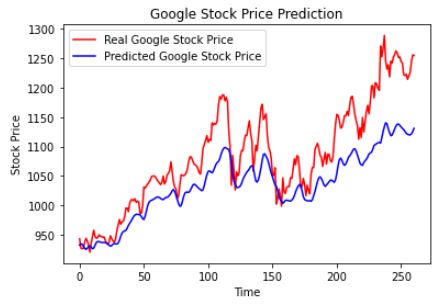 Google Stock Price Prediction
Real Google Stock Price
Predicted Google Stock Price
Stock Price
1300
1250
1200
1150
1100
1050
1000
950
0 50 100 150 200 250
Time